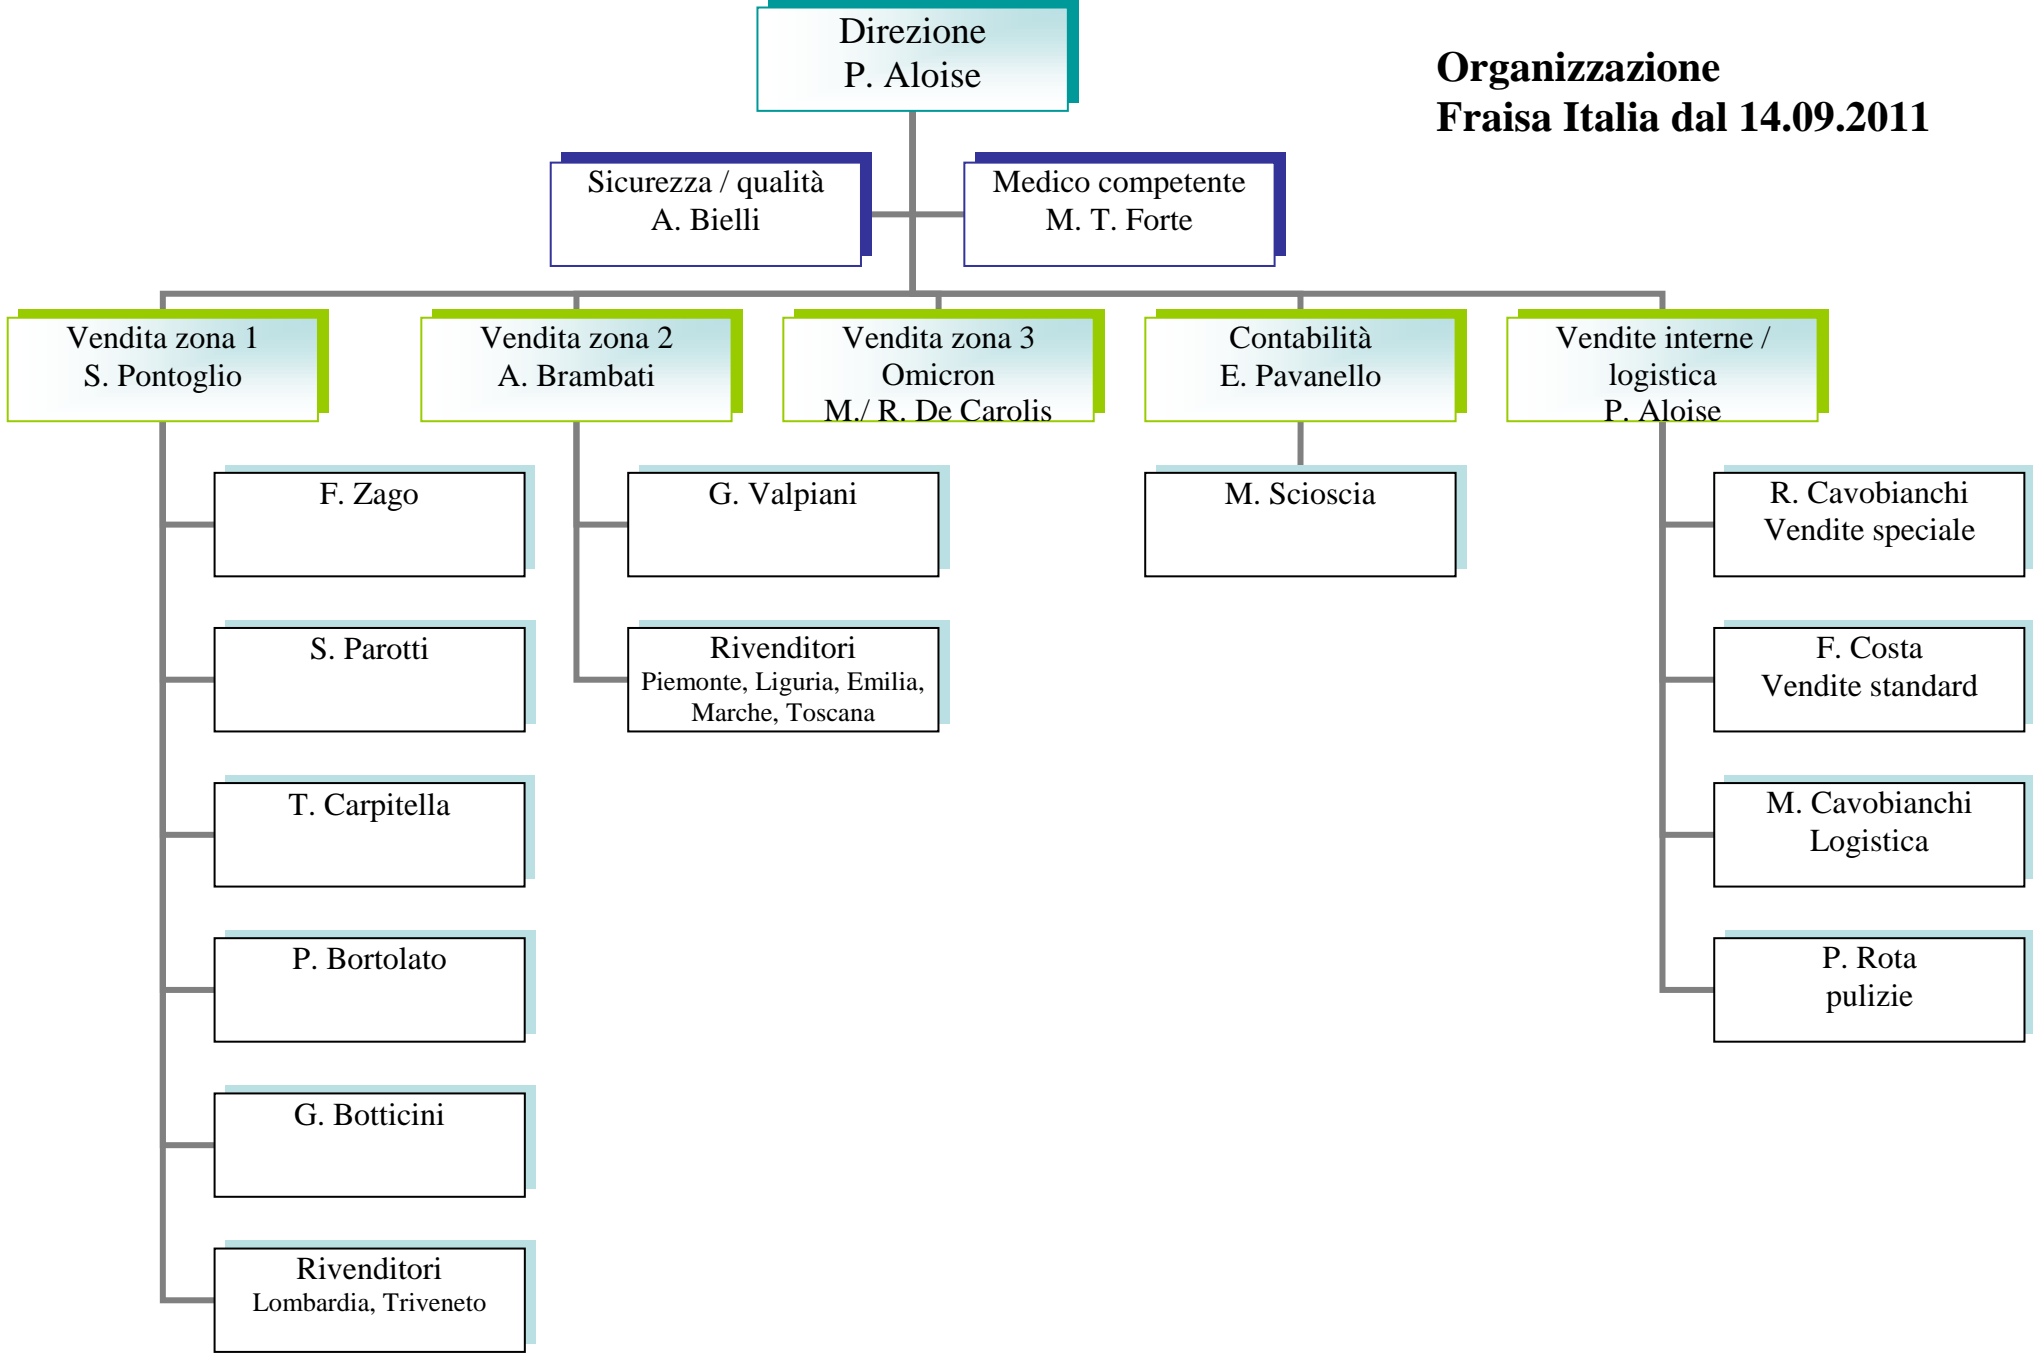 Direzione
P. Aloise
Organizzazione
Fraisa Italia dal 14.09.2011
Sicurezza / qualità
A. Bielli
Medico competente
M. T. Forte
Vendita zona 1
S. Pontoglio
Vendita zona 2
A. Brambati
Vendita zona 3
Omicron
M./ R. De Carolis
Contabilità
E. Pavanello
Vendite interne /
logistica
P. Aloise
F. Zago
S. Parotti
T. Carpitella
P. Bortolato
G. Botticini
Rivenditori
Lombardia, Triveneto
G. Valpiani
Rivenditori
Piemonte, Liguria, Emilia,
Marche, Toscana
M. Scioscia
R. Cavobianchi
Vendite speciale
F. Costa
Vendite standard
M. Cavobianchi
Logistica
P. Rota
pulizie